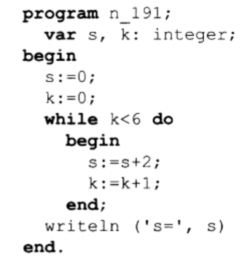 program n_191;
var s, k: integer;
begin
s:=0;
k:=0;
while k<6 do
begin
s:=s+2;
k:=k+1;
end;
writeln ('s=', s)
end.